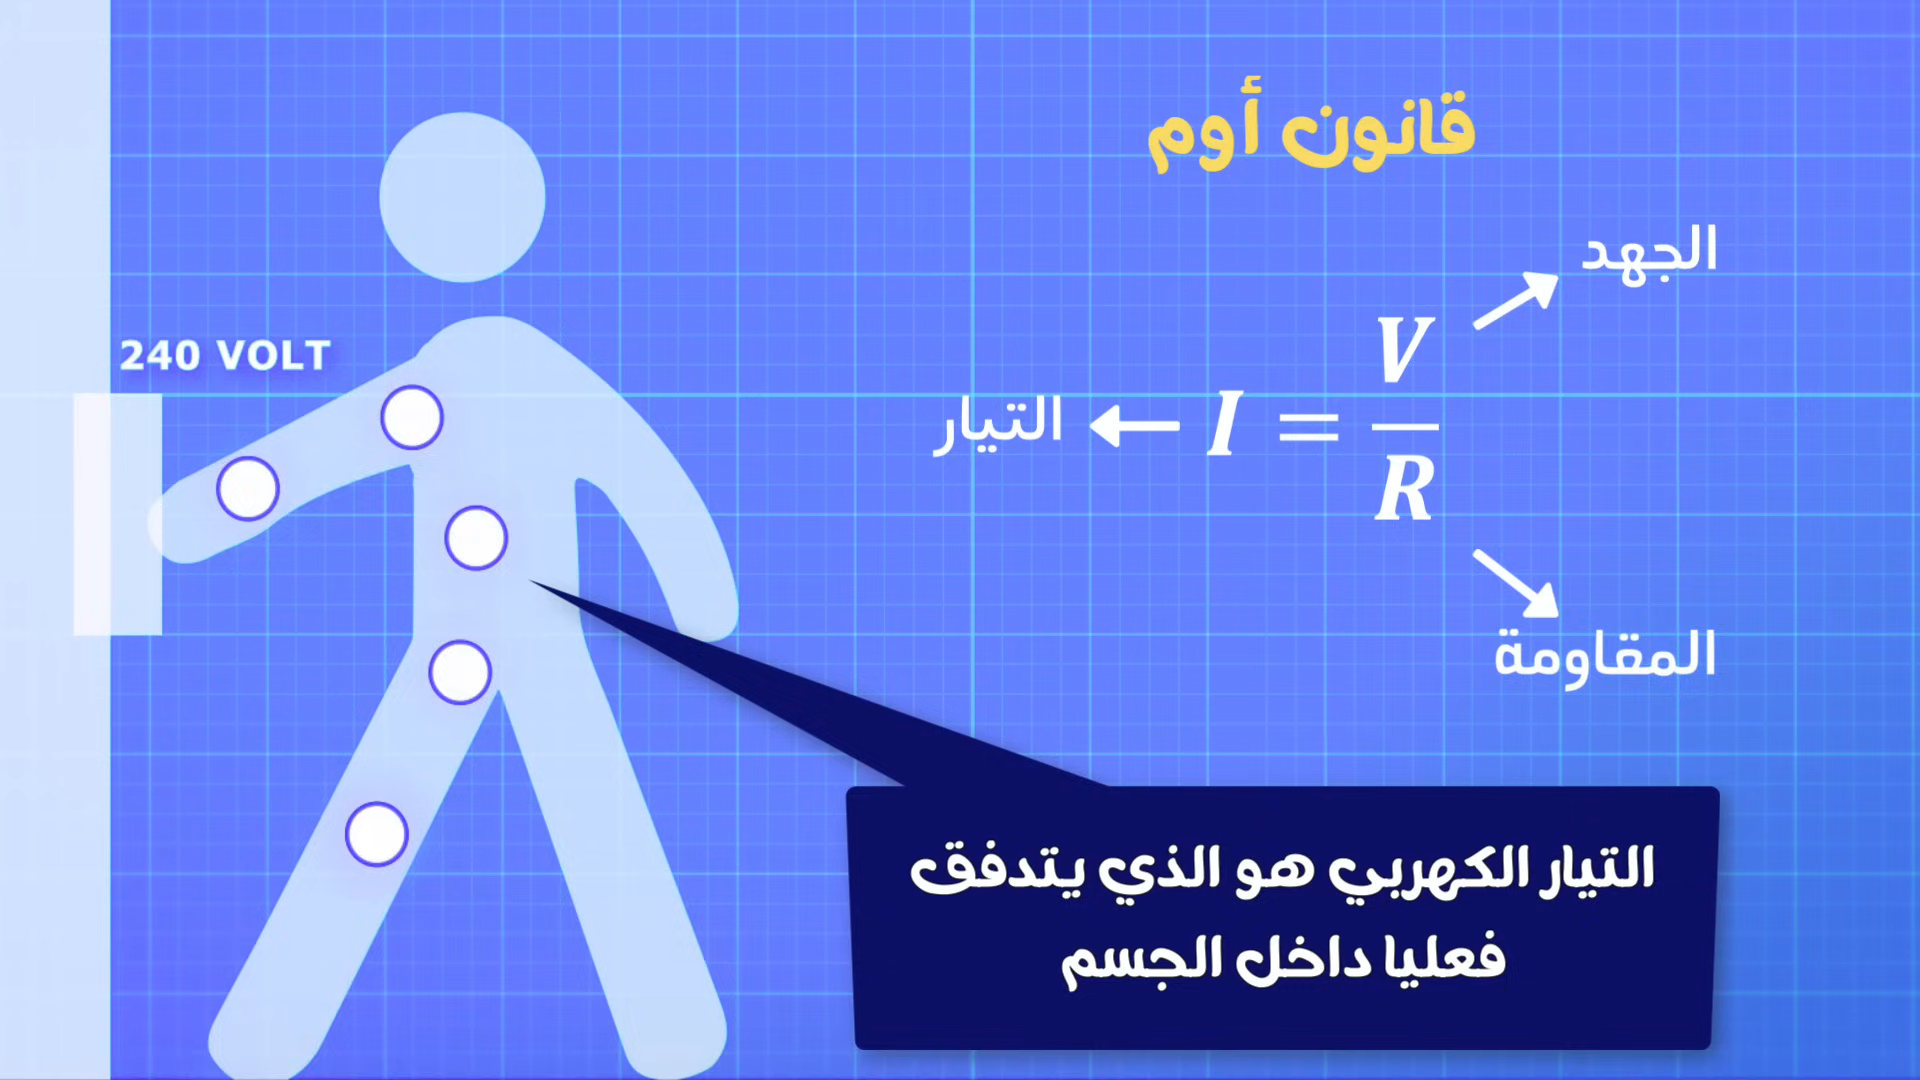 قانون أوم
الجهد
240 VOLT
التيار ← I = V/R
المقاومة
التيار الكهربي هو الذي يتدفق
فعليا داخل الجسم